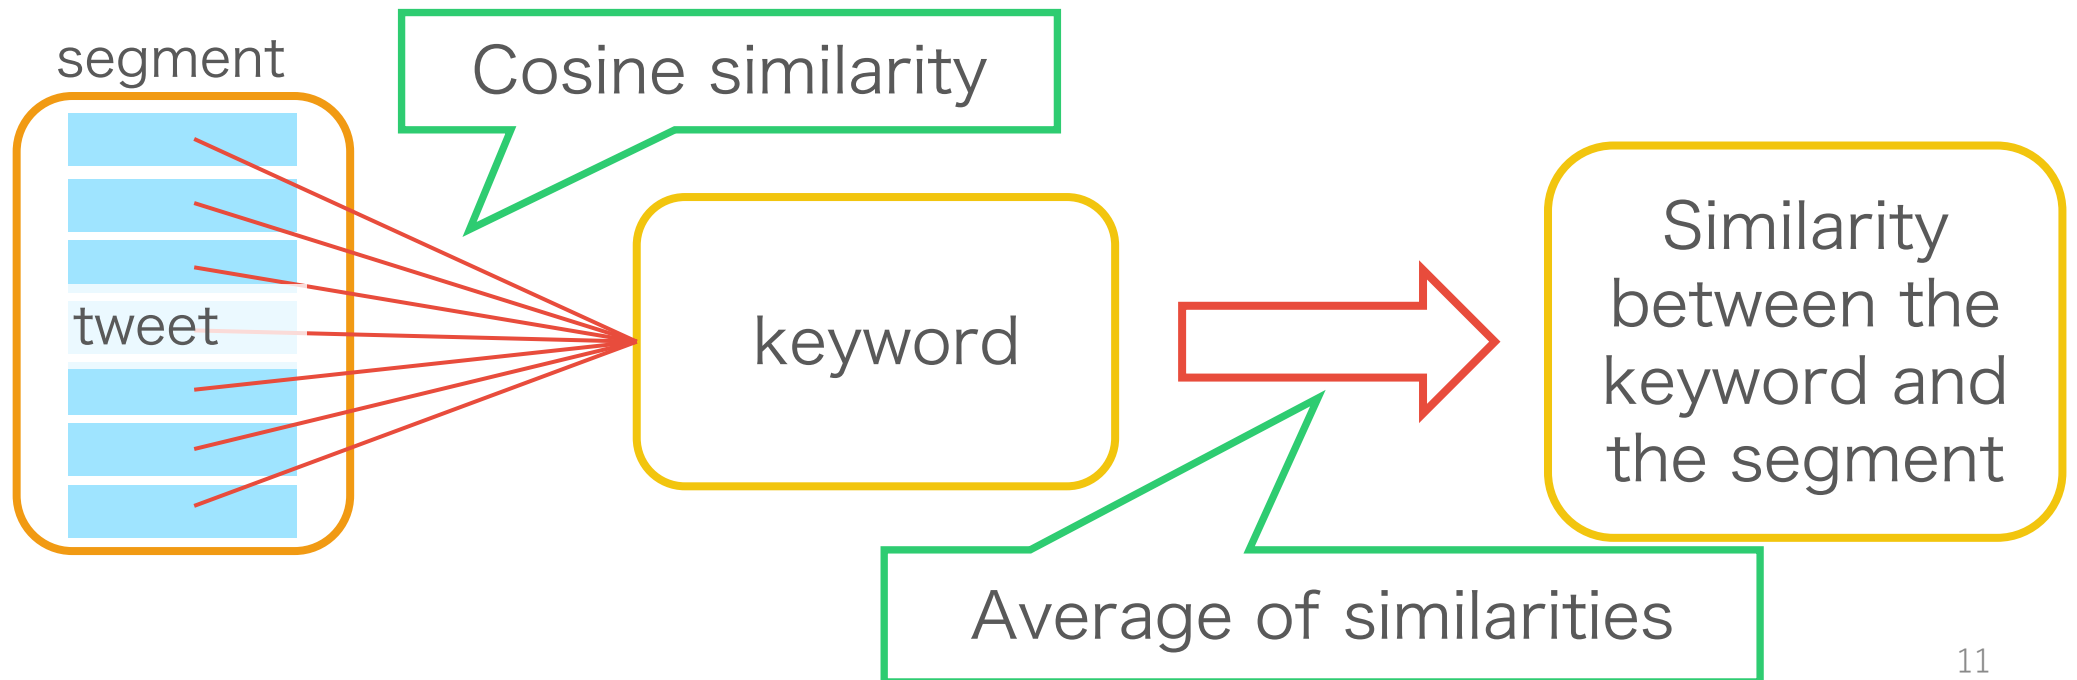 segment
Cosine similarity
tweet
keyword
Similarity
between the
keyword and
the segment
Average of similarities
11